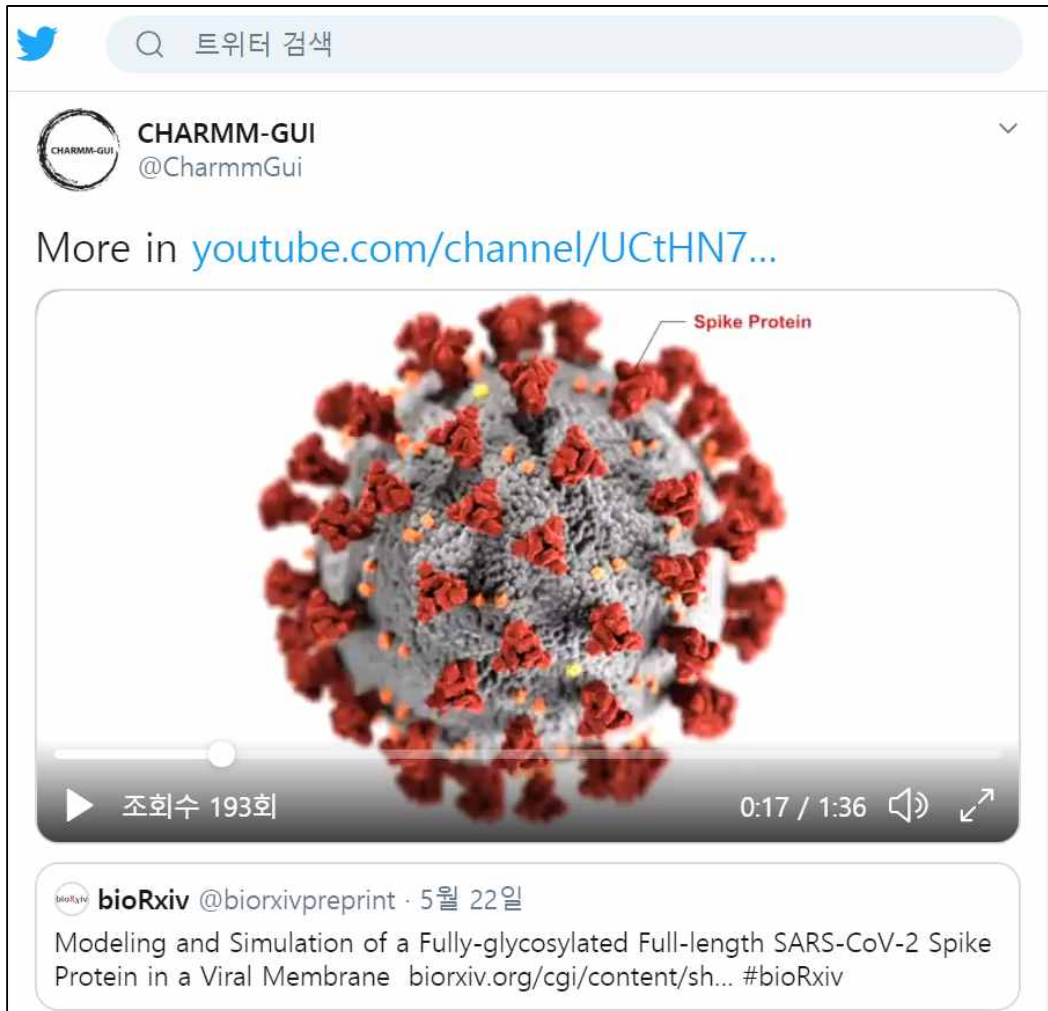 트위터 검색
CHARMM-GUI
CHARMM-GUI
@CharmmGui
More in youtube.com/channel/UCtHN7...
Spike Protein
조회수 193회
0:17 / 1:36
bioRxiv
bioRxiv @biorxivpreprint · 5월 22일
Modeling and Simulation of a Fully-glycosylated Full-length SARS-CoV-2 Spike
Protein in a Viral Membrane biorxiv.org/cgi/content/sh... #bioRxiv